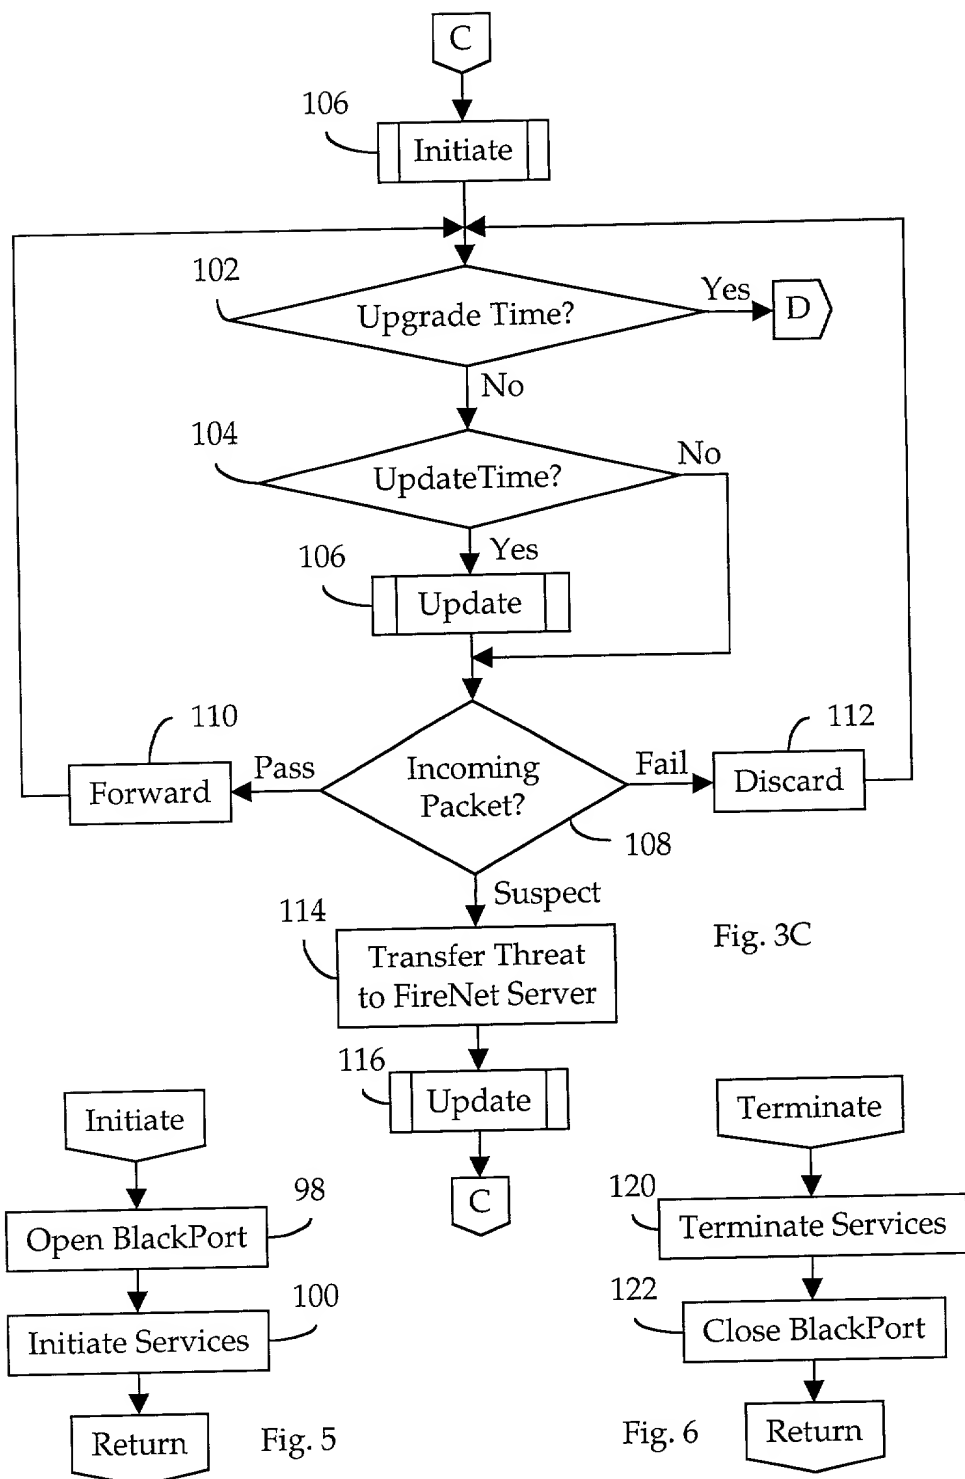 C
106
Initiate
102
Upgrade Time?
Yes
D
No
104
UpdateTime?
No
Yes
106
Update
110
Forward
Pass
Incoming
Packet?
Fail
112
Discard
108
Suspect
114
Transfer Threat
to FireNet Server
Fig. 3C
116
Update
C
Initiate
98
Open BlackPort
100
Initiate Services
Return
Fig. 5
Terminate
120
Terminate Services
122
Close BlackPort
Fig. 6
Return